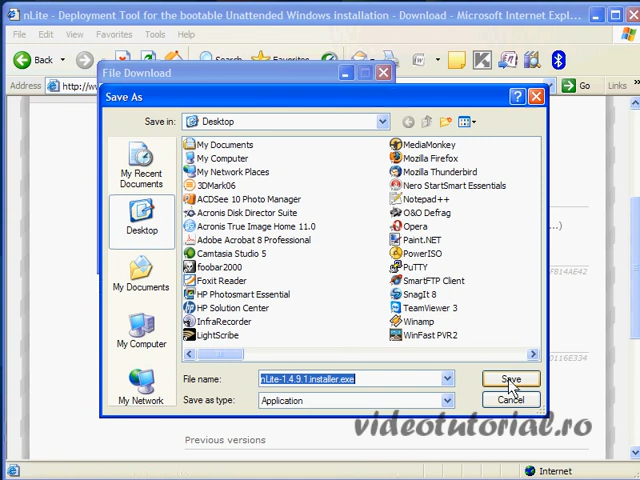 nLite - Deployment Tool for the bootable Unattended Windows installation - Download - Microsoft Internet Expl...
File Edit View Favorites Tools Help
Back Search Favorites
Address http://ww Go Links »
File Download
Save As
Save in: Desktop
My Recent Documents
Desktop
My Documents
My Computer
My Network
My Documents
My Computer
My Network Places
3DMark06
ACDSee 10 Photo Manager
Acronis Disk Director Suite
Acronis True Image Home 11.0
Adobe Acrobat 8 Professional
Camtasia Studio 5
foobar2000
Foxit Reader
HP Photosmart Essential
HP Solution Center
InfraRecorder
LightScribe
MediaMonkey
Mozilla Firefox
Mozilla Thunderbird
Nero StartSmart Essentials
Notepad++
O&O Defrag
Opera
Paint.NET
PowerISO
PuTTY
SmartFTP Client
SnagIt 8
TeamViewer 3
Winamp
WinFast PVR2
...)
F814AE42
0116E334
File name: nLite-1.4.9.1.installer.exe Save
Save as type: Application Cancel
videotutorial.ro
Previous versions
Internet